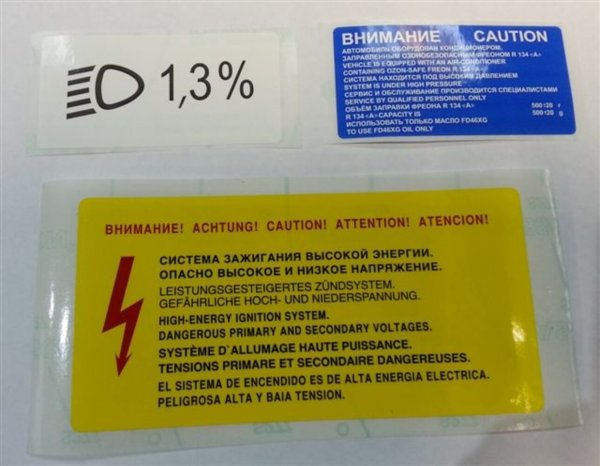 1,3%
ВНИМАНИЕ CAUTION
АВТОМОБИЛЬ ОБОРУДОВАН КОНДИЦИОНЕРОМ,
ЗАПРАВЛЕННЫМ ОЗОНОБЕЗОПАСНЫМ ФРЕОНОМ R 134 <A>
VEHICLE IS EQUIPPED WITH AN AIR-CONDITIONER
CONTAINING OZON-SAFE FREON R 134 <A>
СИСТЕМА НАХОДИТСЯ ПОД ВЫСОКИМ ДАВЛЕНИЕМ
SYSTEM IS UNDER HIGH PRESSURE
СЕРВИС И ОБСЛУЖИВАНИЕ ПРОИЗВОДИТСЯ СПЕЦИАЛИСТАМИ
SERVICE BY QUALIFIED PERSONNEL ONLY
ОБЪЁМ ЗАПРАВКИ ФРЕОНА R 134 <A> 500±20 г
R 134 <A> CAPACITY IS 500±20 g
ИСПОЛЬЗОВАТЬ ТОЛЬКО МАСЛО FD46XG
TO USE FD46XG OIL ONLY
ВНИМАНИЕ! ACHTUNG! CAUTION! ATTENTION! ATENCION!
СИСТЕМА ЗАЖИГАНИЯ ВЫСОКОЙ ЭНЕРГИИ.
ОПАСНО ВЫСОКОЕ И НИЗКОЕ НАПРЯЖЕНИЕ.
LEISTUNGSGESTEIGERTES ZÜNDSYSTEM.
GEFÄHRLICHE HOCH- UND NIEDERSPANNUNG.
HIGH-ENERGY IGNITION SYSTEM.
DANGEROUS PRIMARY AND SECONDARY VOLTAGES.
SYSTÈME D`ALLUMAGE HAUTE PUISSANCE.
TENSIONS PRIMARE ET SECONDAIRE DANGEREUSES.
EL SISTEMA DE ENCENDIDO ES DE ALTA ENERGIA ELECTRICA.
PELIGROSA ALTA Y BAIA TENSION.